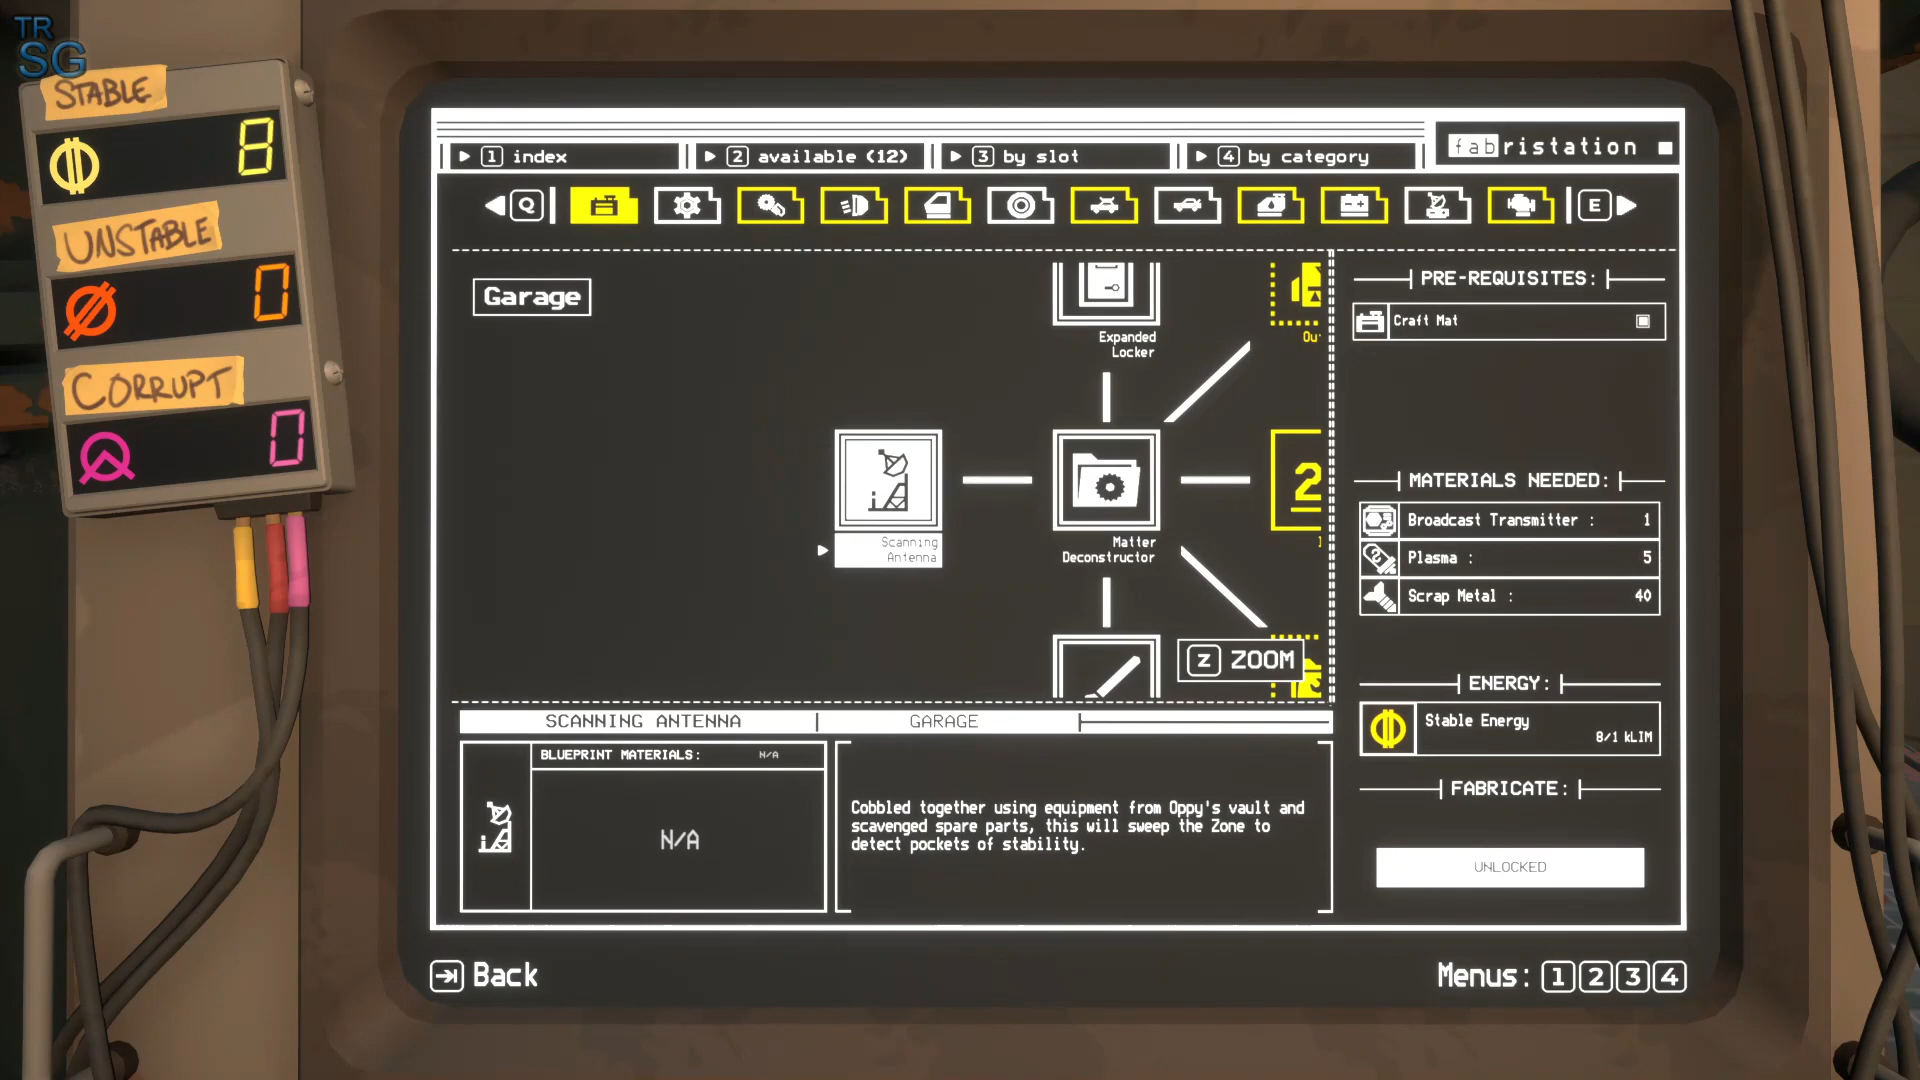 TR
SG
STABLE
8
UNSTABLE
0
CORRUPT
0
1 index
2 available (12)
3 by slot
4 by category
fabristation
Q
E
Garage
Expanded
Locker
Scanning
Antenna
Matter
Deconstructor
2
Z ZOOM
PRE-REQUISITES:
Craft Mat
MATERIALS NEEDED:
Broadcast Transmitter : 1
Plasma : 5
Scrap Metal : 40
ENERGY:
Stable Energy
8/1 kLIM
FABRICATE:
UNLOCKED
SCANNING ANTENNA
GARAGE
BLUEPRINT MATERIALS: N/A
N/A
Cobbled together using equipment from Oppy's vault and
scavenged spare parts, this will sweep the Zone to
detect pockets of stability.
Back
Menus: 1 2 3 4